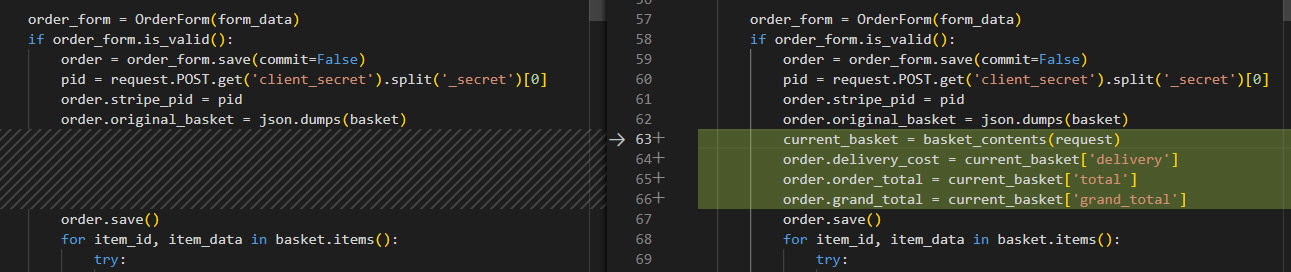 order_form = OrderForm(form_data)
if order_form.is_valid():
    order = order_form.save(commit=False)
    pid = request.POST.get('client_secret').split('_secret')[0]
    order.stripe_pid = pid
    order.original_basket = json.dumps(basket)
    order.save()
    for item_id, item_data in basket.items():
        try:
57 order_form = OrderForm(form_data)
58 if order_form.is_valid():
59     order = order_form.save(commit=False)
60     pid = request.POST.get('client_secret').split('_secret')[0]
61     order.stripe_pid = pid
62     order.original_basket = json.dumps(basket)
→ 63+     current_basket = basket_contents(request)
64+     order.delivery_cost = current_basket['delivery']
65+     order.order_total = current_basket['total']
66+     order.grand_total = current_basket['grand_total']
67     order.save()
68     for item_id, item_data in basket.items():
69         try: